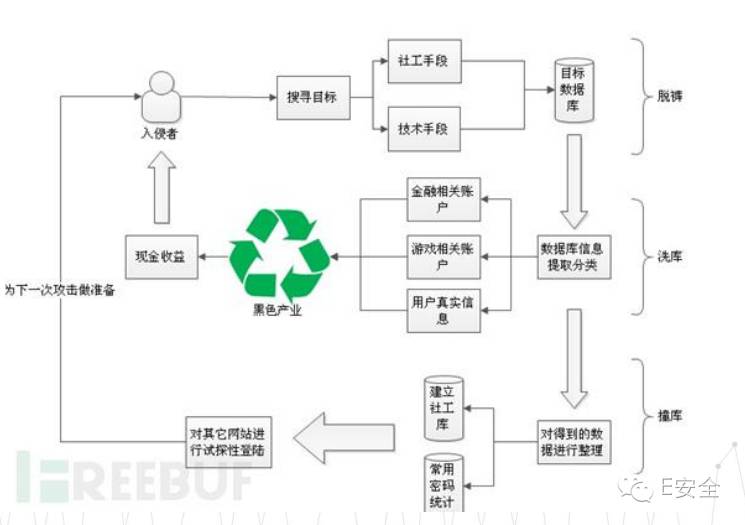 社工手段
目标
数据
库
搜寻目标
脱裤
技术手段
入侵者
金融相关账
户
现金收益
游戏相关账
户
数据库信息
提取分类
洗库
为下一次攻击做准备
黑色产业
用户真实信
息
建立
社工
库
对其它网站进
行试探性登陆
对得到的数
据进行整理
撞库
常用
密码
统计
REEBUF
E安全